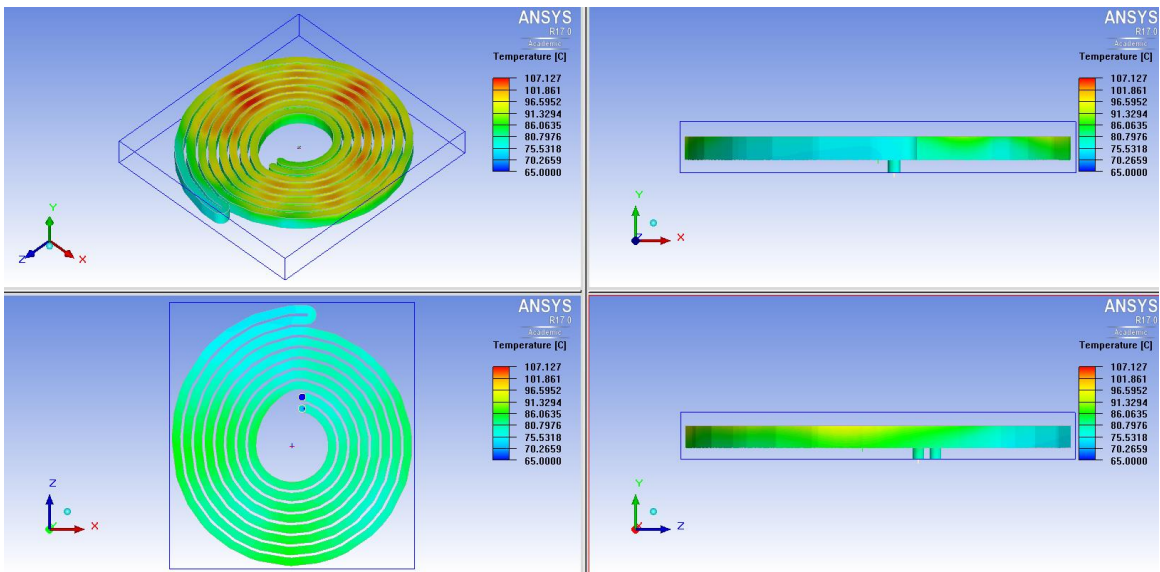 ANSYS
R17.0
Academic
Temperature [C]
107.127
101.861
96.5952
91.3294
86.0635
80.7976
75.5318
70.2659
65.0000
Y
Z
X
ANSYS
R17.0
Academic
Temperature [C]
107.127
101.861
96.5952
91.3294
86.0635
80.7976
75.5318
70.2659
65.0000
Y
Z
X
ANSYS
R17.0
Academic
Temperature [C]
107.127
101.861
96.5952
91.3294
86.0635
80.7976
75.5318
70.2659
65.0000
Z
Y
X
ANSYS
R17.0
Academic
Temperature [C]
107.127
101.861
96.5952
91.3294
86.0635
80.7976
75.5318
70.2659
65.0000
Y
X
Z